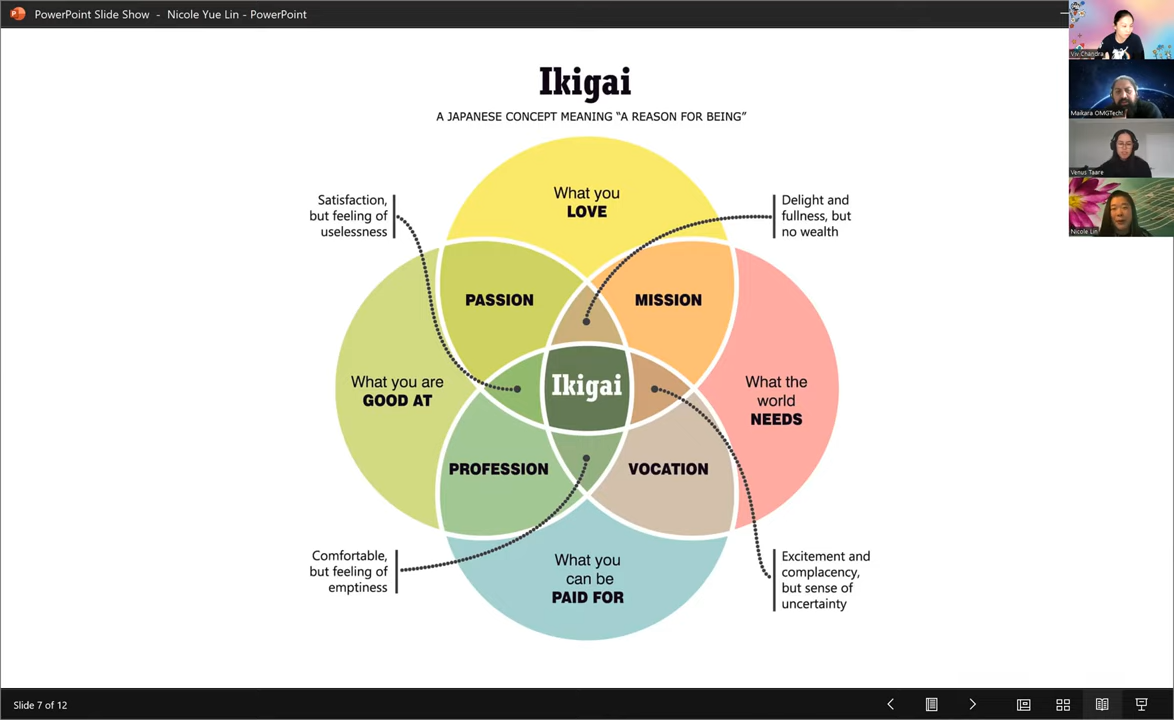 PowerPoint Slide Show - Nicole Yue Lin - PowerPoint
Viv Chandra
Maikara OMGTech!
Venus Taare
Nicole Lin
Ikigai
A JAPANESE CONCEPT MEANING “A REASON FOR BEING”
What you
LOVE
Satisfaction,
but feeling of
uselessness
Delight and
fullness, but
no wealth
PASSION
MISSION
What you are
GOOD AT
Ikigai
What the
world
NEEDS
PROFESSION
VOCATION
Comfortable,
but feeling of
emptiness
What you
can be
PAID FOR
Excitement and
complacency,
but sense of
uncertainty
Slide 7 of 12